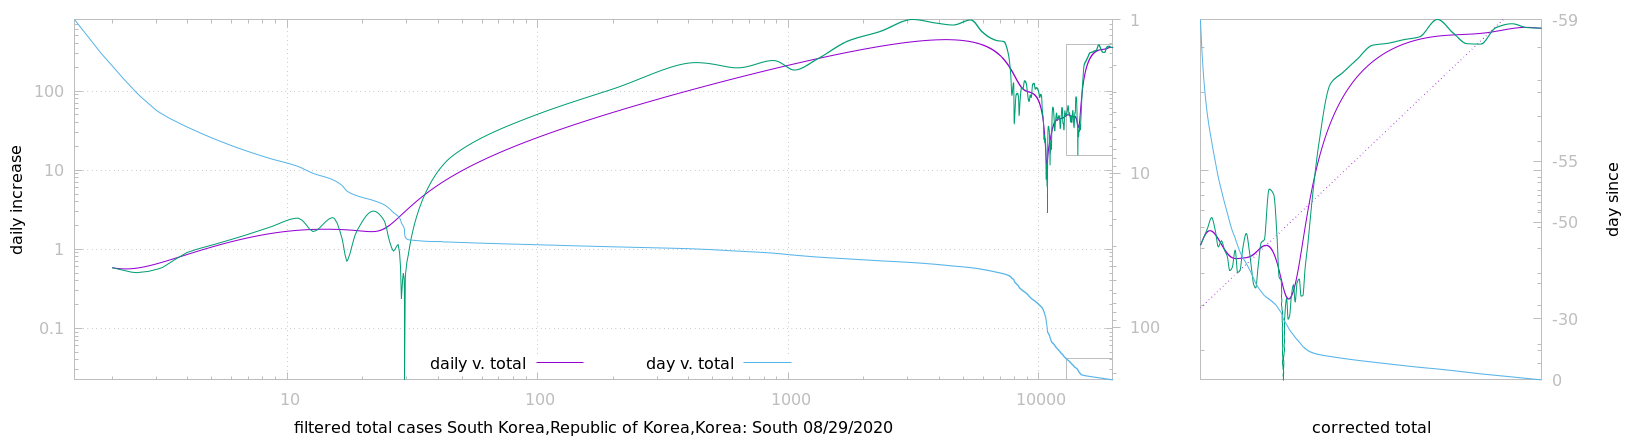 1
-59
100
daily increase
10
10
-55
day since
-50
1
0.1
100
-30
daily v. total
day v. total
0
10
100
1000
10000
filtered total cases South Korea,Republic of Korea,Korea: South 08/29/2020
corrected total